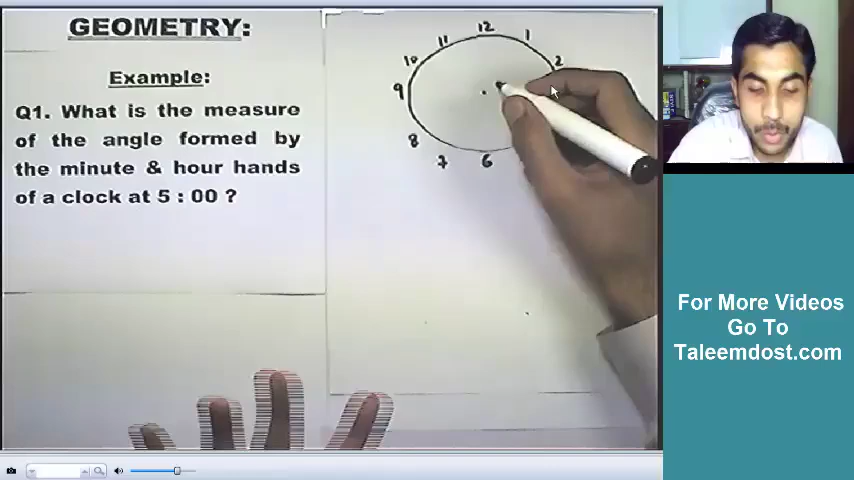 GEOMETRY:
Example:
Q1. What is the measure
of the angle formed by
the minute & hour hands
of a clock at 5 : 00 ?
12
11
1
10
2
9
8
7
6
For More Videos
Go To
Taleemdost.com